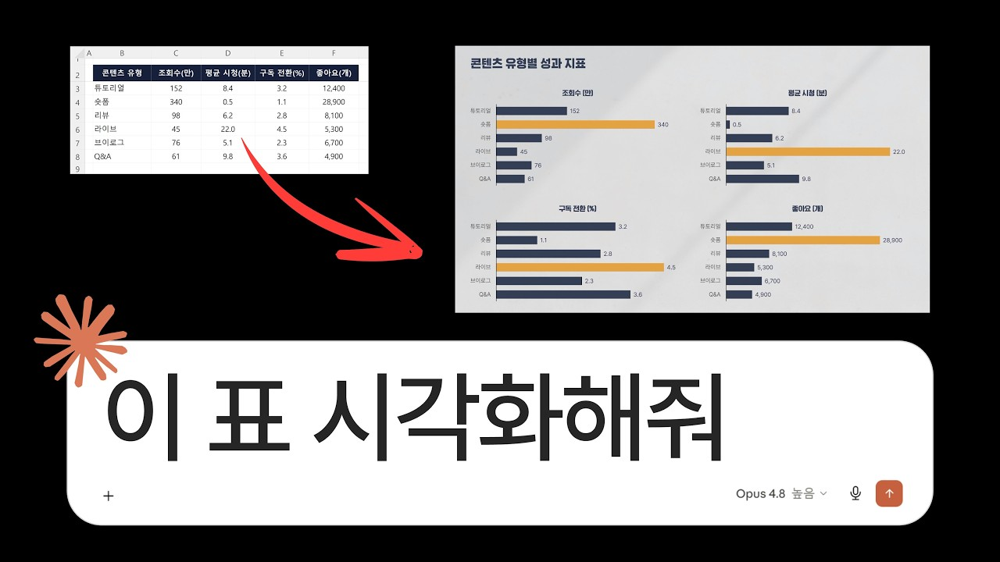 A B C D E F
1
2 콘텐츠 유형 조회수(만) 평균 시청(분) 구독 전환(%) 좋아요(개)
3 튜토리얼 152 8.4 3.2 12,400
4 숏폼 340 0.5 1.1 28,900
5 리뷰 98 6.2 2.8 8,100
6 라이브 45 22.0 4.5 5,300
7 브이로그 76 5.1 2.3 6,700
8 Q&A 61 9.8 3.6 4,900
9
콘텐츠 유형별 성과 지표
조회수 (만)
튜토리얼 152
숏폼 340
리뷰 98
라이브 45
브이로그 76
Q&A 61
평균 시청 (분)
튜토리얼 8.4
숏폼 0.5
리뷰 6.2
라이브 22.0
브이로그 5.1
Q&A 9.8
구독 전환 (%)
튜토리얼 3.2
숏폼 1.1
리뷰 2.8
라이브 4.5
브이로그 2.3
Q&A 3.6
좋아요 (개)
튜토리얼 12,400
숏폼 28,900
리뷰 8,100
라이브 5,300
브이로그 6,700
Q&A 4,900
이 표 시각화해줘
Opus 4.8 높음